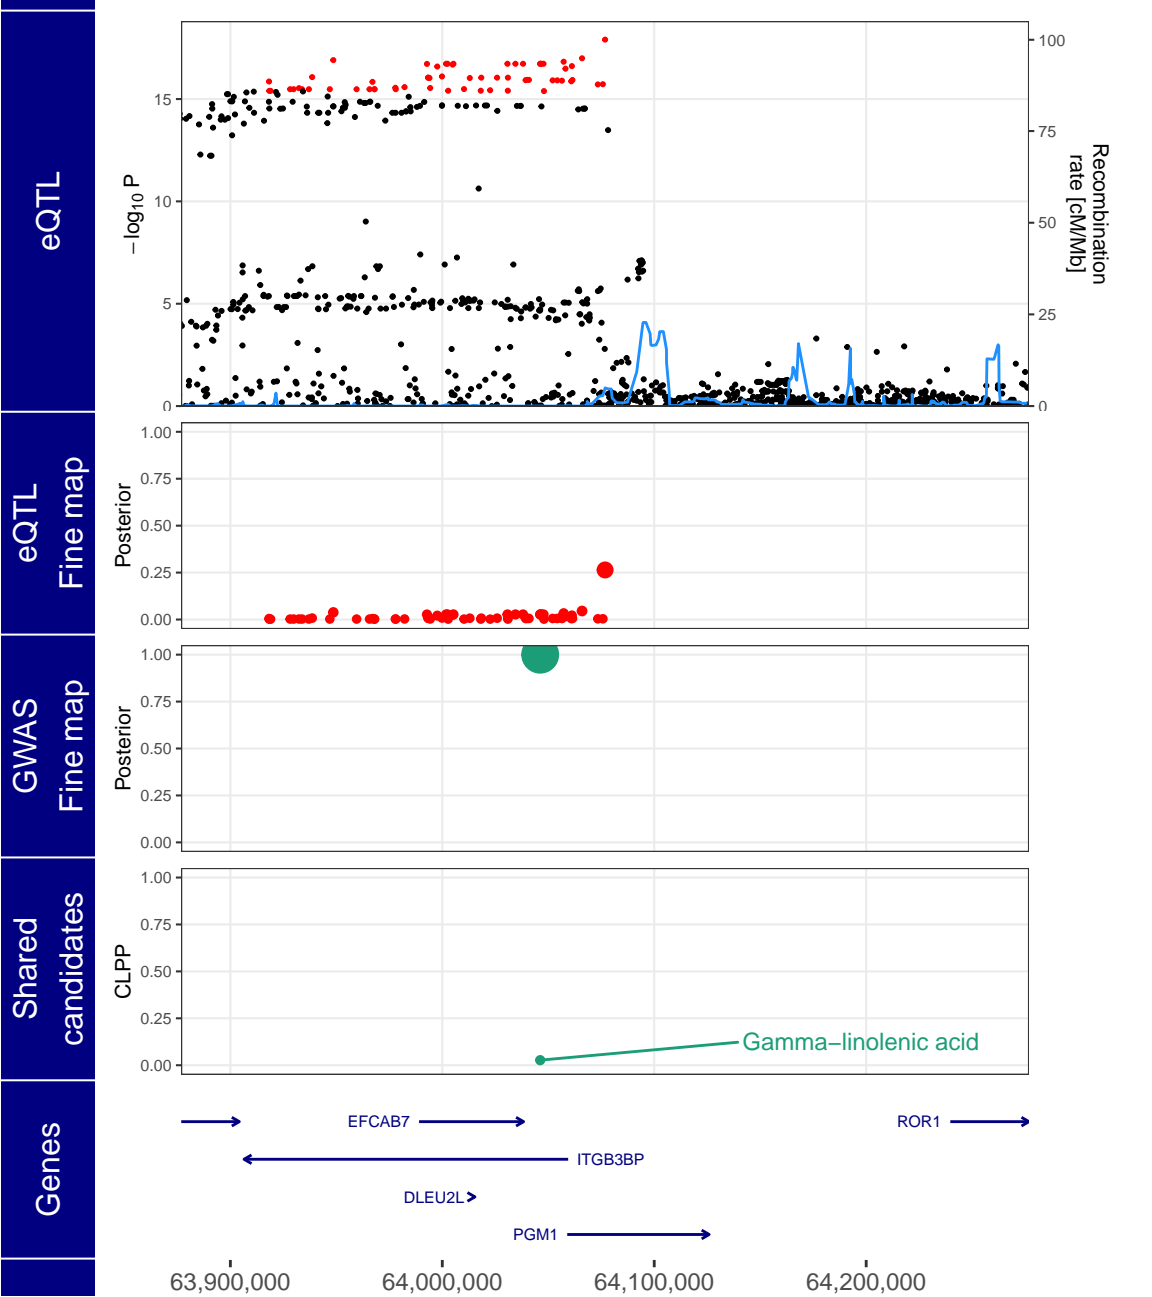 eQTL
−log10 P
15
10
5
0
100
75
50
25
0
Recombination
rate [cM/Mb]
eQTL
Fine map
Posterior
1.00
0.75
0.50
0.25
0.00
GWAS
Fine map
Posterior
1.00
0.75
0.50
0.25
0.00
Shared
candidates
CLPP
1.00
0.75
0.50
0.25
0.00
Gamma−linolenic acid
Genes
EFCAB7
ROR1
ITGB3BP
DLEU2L
PGM1
63,900,000
64,000,000
64,100,000
64,200,000